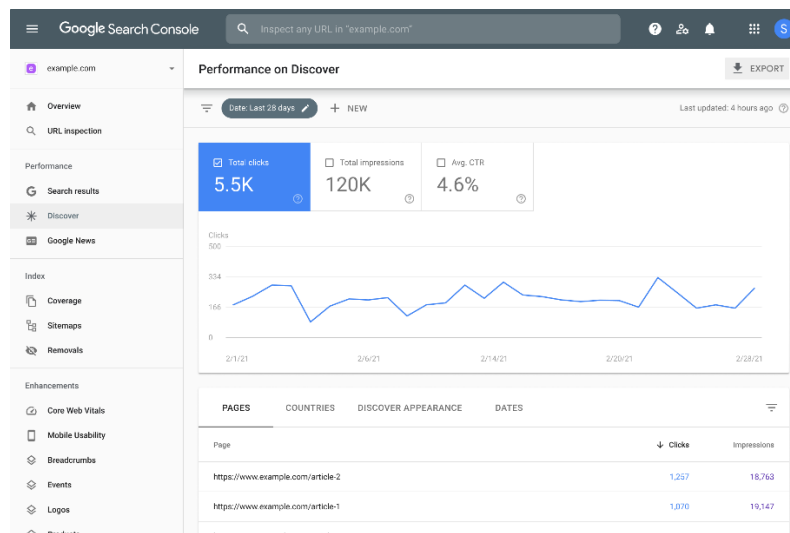 Google Search Console
Inspect any URL in "example.com"
S
e
example.com
Performance on Discover
EXPORT
Overview
URL inspection
Performance
G
Search results
Discover
Google News
Index
Coverage
Sitemaps
Removals
Enhancements
Core Web Vitals
Mobile Usability
Breadcrumbs
Events
Logos
Date: Last 28 days
+ NEW
Last updated: 4 hours ago
Total clicks
5.5K
Total impressions
120K
Avg. CTR
4.6%
Clicks
500
334
166
0
2/1/21 2/6/21 2/14/21 2/20/21 2/28/21
PAGES COUNTRIES DISCOVER APPEARANCE DATES
Page Clicks Impressions
https://www.example.com/article-2 1,257 18,763
https://www.example.com/article-1 1,070 19,147